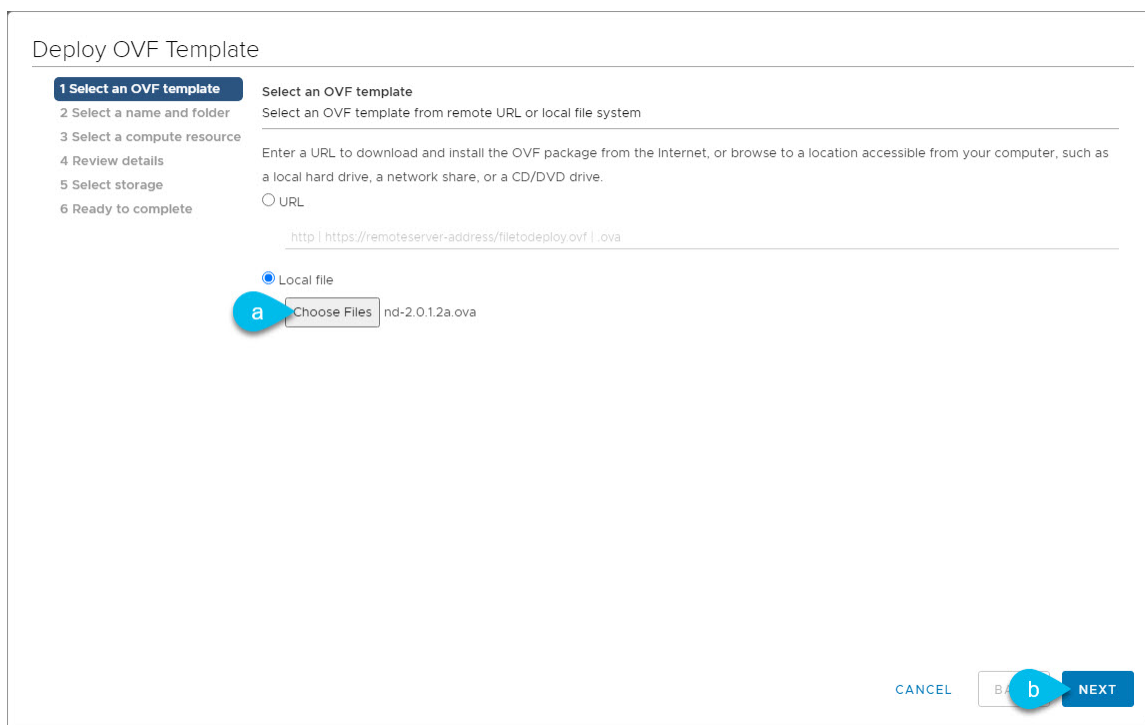 Deploy OVF Template
1 Select an OVF template
2 Select a name and folder
3 Select a compute resource
4 Review details
5 Select storage
6 Ready to complete
Select an OVF template
Select an OVF template from remote URL or local file system
Enter a URL to download and install the OVF package from the Internet, or browse to a location accessible from your computer, such as
a local hard drive, a network share, or a CD/DVD drive.
URL
http | https://remoteserver-address/filetodeploy.ovf | .ova
Local file
a
Choose Files nd-2.0.1.2a.ova
CANCEL
b
NEXT